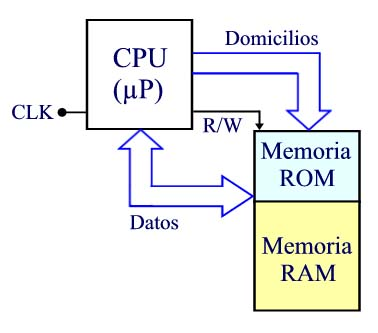 Domicilios
CPU
(µP)
CLK
R/W
Memoria
ROM
Datos
Memoria
RAM